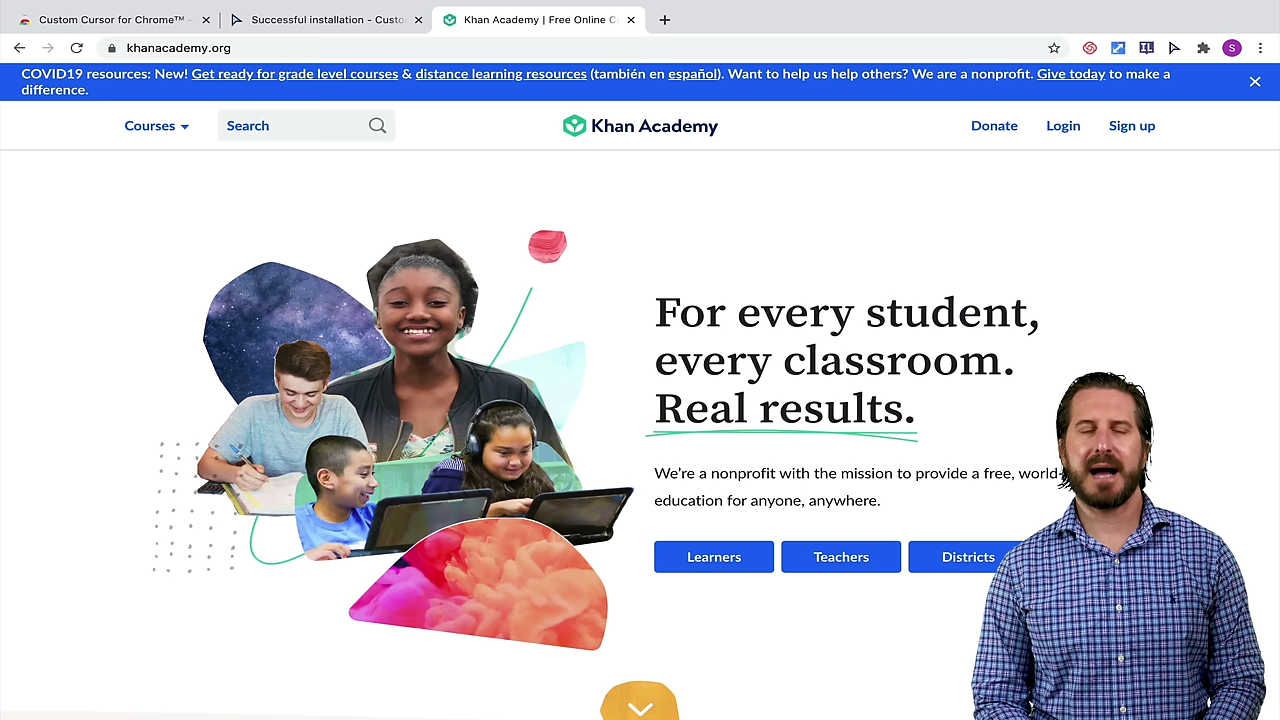 Custom Cursor for Chrome™ -
Successful installation - Custo
Khan Academy | Free Online C
khanacademy.org
S
COVID19 resources: New! Get ready for grade level courses & distance learning resources (también en español). Want to help us help others? We are a nonprofit. Give today to make a
difference.
Courses
Search
Khan Academy
Donate
Login
Sign up
For every student,
every classroom.
Real results.
We're a nonprofit with the mission to provide a free, world-
education for anyone, anywhere.
Learners
Teachers
Districts